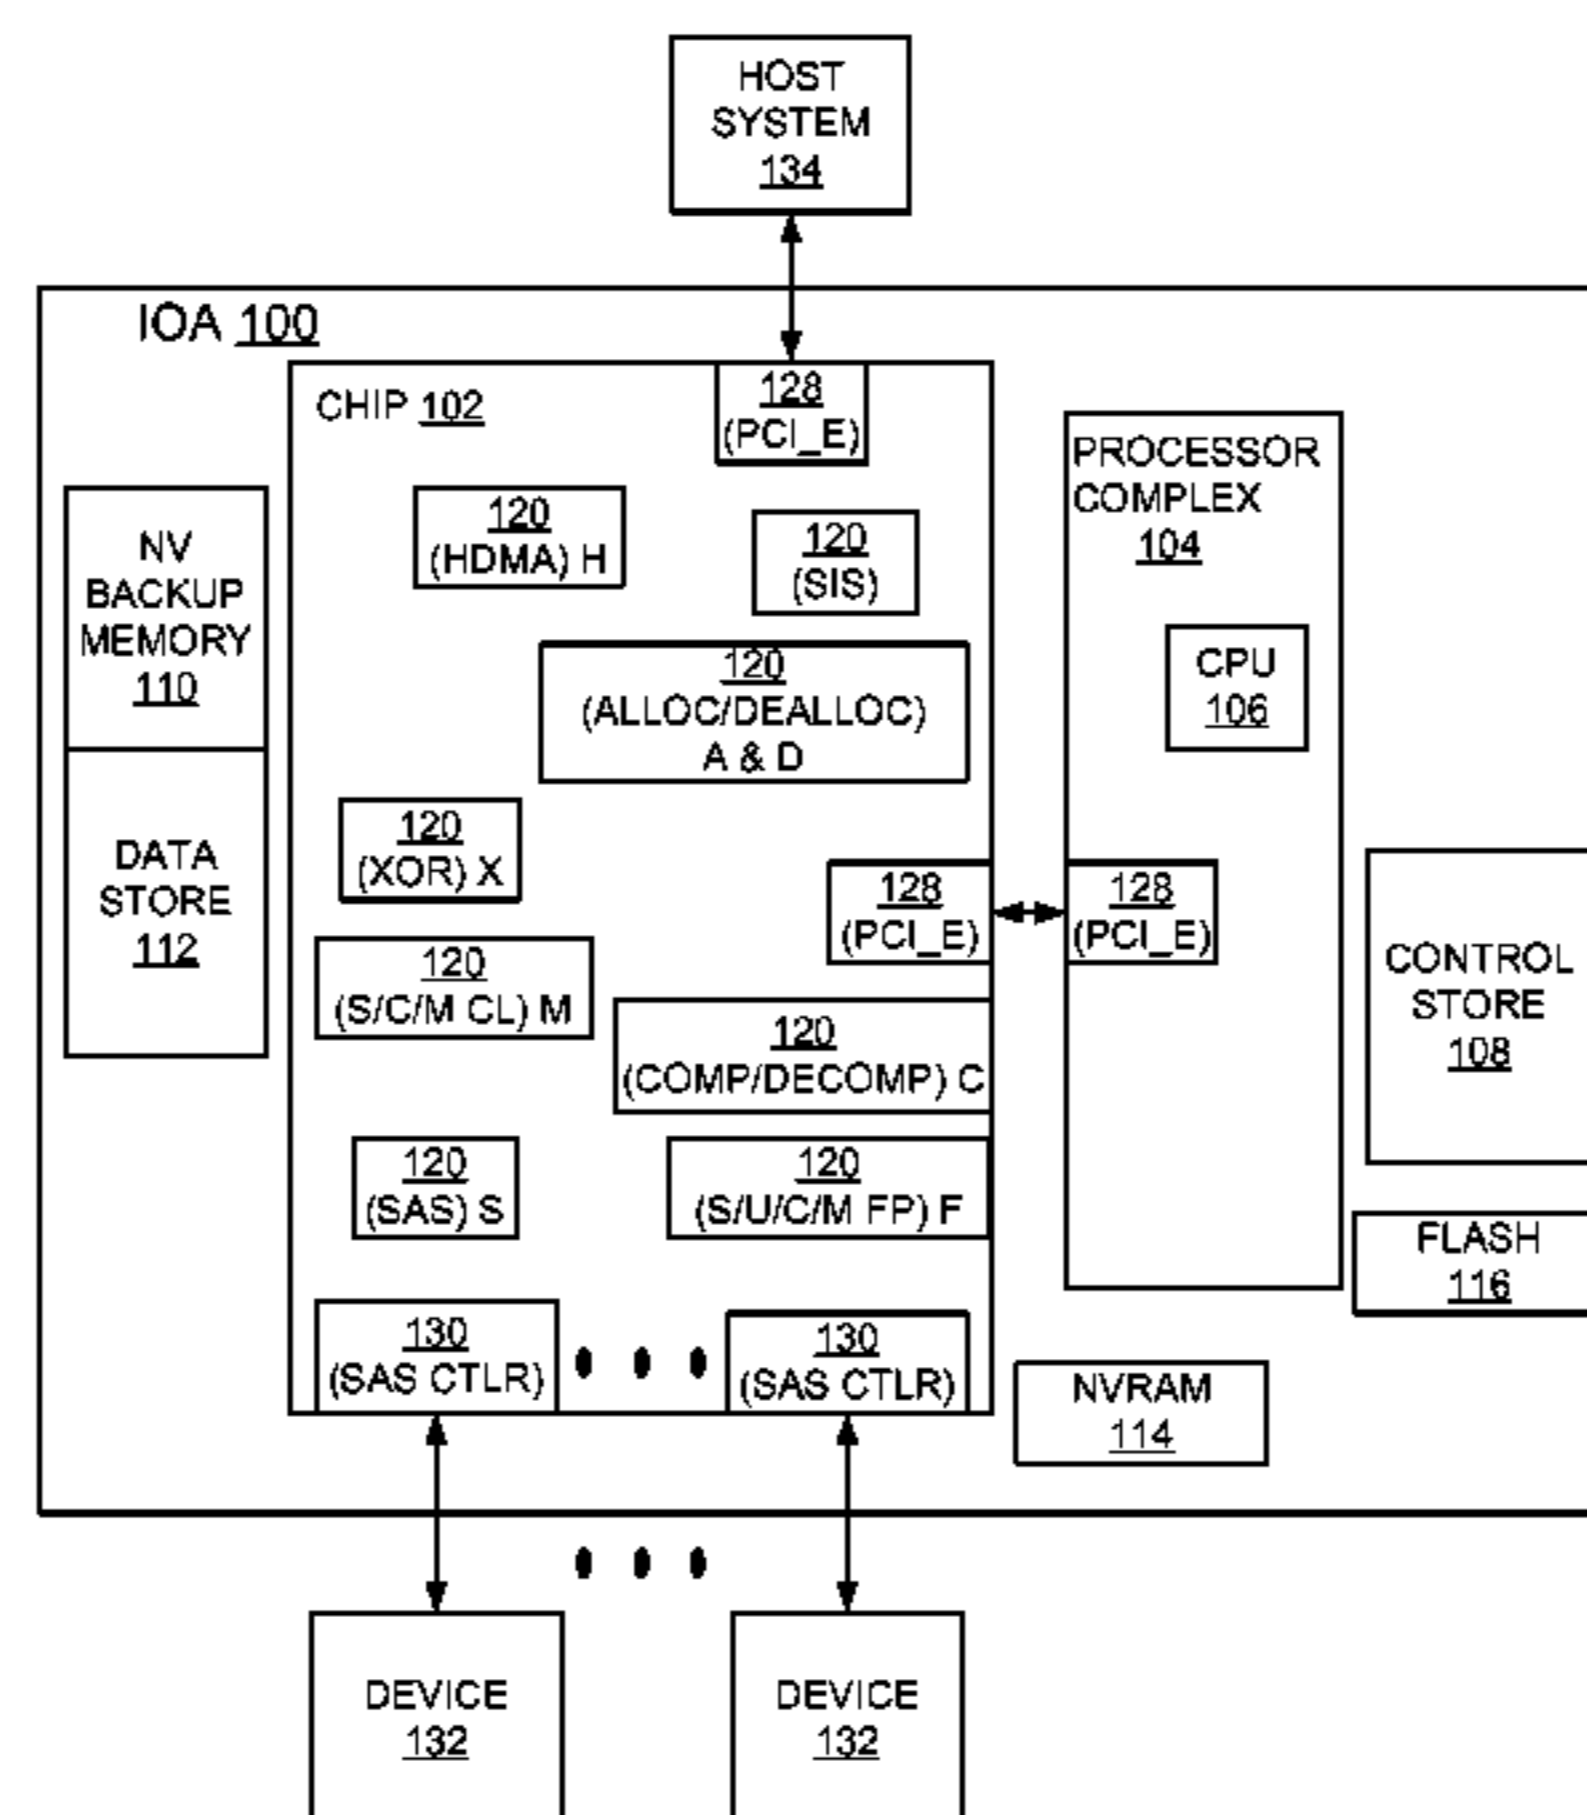 HOST
SYSTEM
134
IOA 100
CHIP 102
128
(PCI_E)
PROCESSOR
COMPLEX
104
NV
BACKUP
MEMORY
110
120
(HDMA) H
120
(SIS)
CPU
106
120
(ALLOC/DEALLOC)
A & D
DATA
STORE
112
120
(XOR) X
128
(PCI_E)
128
(PCI_E)
CONTROL
STORE
108
120
(S/C/M CL) M
120
(COMP/DECOMP) C
120
(SAS) S
120
(S/U/C/M FP) F
FLASH
116
130
(SAS CTLR)
130
(SAS CTLR)
NVRAM
114
DEVICE
132
DEVICE
132